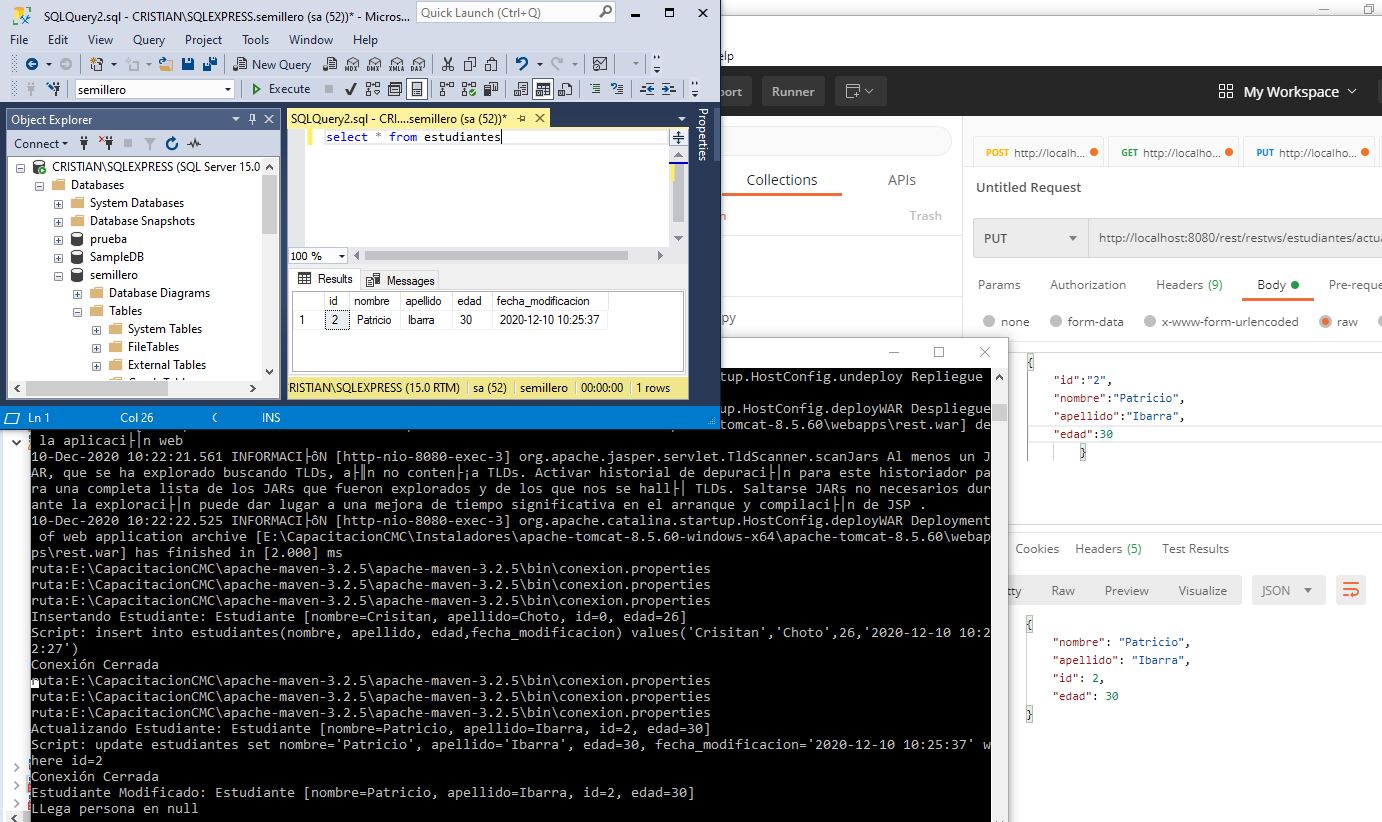 SQLQuery2.sql - CRISTIAN\SQLEXPRESS.semillero (sa (52))* - Micros...
Quick Launch (Ctrl+Q)
File Edit View Query Project Tools Window Help
New Query
MDX DMX XMLA DAX
semillero
Execute
Object Explorer
Connect
CRISTIAN\SQLEXPRESS (SQL Server 15.0
Databases
System Databases
Database Snapshots
prueba
SampleDB
semillero
Database Diagrams
Tables
System Tables
FileTables
External Tables
SQLQuery2.sql - CRI....semillero (sa (52))*
Properties
select * from estudiantes
100 %
Results
Messages
id nombre apellido edad fecha_modificacion
1 2 Patricio Ibarra 30 2020-12-10 10:25:37
RISTIAN\SQLEXPRESS (15.0 RTM) sa (52) semillero 00:00:00 1 rows
Ln 1 Col 26 INS
elp
port
Runner
My Workspace
Collections
APIs
Trash
py
POST http://localh...
GET http://localho...
PUT http://localho...
Untitled Request
PUT
http://localhost:8080/rest/restws/estudiantes/actua
Params Authorization Headers (9) Body Pre-reque
none form-data x-www-form-urlencoded raw
{
"id":"2",
"nombre":"Patricio",
"apellido":"Ibarra",
"edad":30
}
Cookies Headers (5) Test Results
tty Raw Preview Visualize JSON
{
"nombre": "Patricio",
"apellido": "Ibarra",
"id": 2,
"edad": 30
}
tup.HostConfig.undeploy Repliegue
up.HostConfig.deployWAR Despliegue
tomcat-8.5.60\webapps\rest.war] de
la aplicaci├│n web
10-Dec-2020 10:22:21.561 INFORMACI├ôN [http-nio-8080-exec-3] org.apache.jasper.servlet.TldScanner.scanJars Al menos un J
AR, que se ha explorado buscando TLDs, a├║n no conten├¡a TLDs. Activar historial de depuraci├│n para este historiador pa
ra una completa lista de los JARs que fueron explorados y de los que nos se hall├│ TLDs. Saltarse JARs no necesarios dur
ante la exploraci├│n puede dar lugar a una mejora de tiempo significativa en el arranque y compilaci├│n de JSP .
10-Dec-2020 10:22:22.525 INFORMACI├ôN [http-nio-8080-exec-3] org.apache.catalina.startup.HostConfig.deployWAR Deployment
of web application archive [E:\CapacitacionCMC\Instaladores\apache-tomcat-8.5.60-windows-x64\apache-tomcat-8.5.60\webap
ps\rest.war] has finished in [2.000] ms
ruta:E:\CapacitacionCMC\apache-maven-3.2.5\apache-maven-3.2.5\bin\conexion.properties
ruta:E:\CapacitacionCMC\apache-maven-3.2.5\apache-maven-3.2.5\bin\conexion.properties
ruta:E:\CapacitacionCMC\apache-maven-3.2.5\apache-maven-3.2.5\bin\conexion.properties
Insertando Estudiante: Estudiante [nombre=Crisitan, apellido=Choto, id=0, edad=26]
Script: insert into estudiantes(nombre, apellido, edad,fecha_modificacion) values('Crisitan','Choto',26,'2020-12-10 10:2
2:27')
Conexión Cerrada
ruta:E:\CapacitacionCMC\apache-maven-3.2.5\apache-maven-3.2.5\bin\conexion.properties
ruta:E:\CapacitacionCMC\apache-maven-3.2.5\apache-maven-3.2.5\bin\conexion.properties
ruta:E:\CapacitacionCMC\apache-maven-3.2.5\apache-maven-3.2.5\bin\conexion.properties
Actualizando Estudiante: Estudiante [nombre=Patricio, apellido=Ibarra, id=2, edad=30]
Script: update estudiantes set nombre='Patricio', apellido='Ibarra', edad=30, fecha_modificacion='2020-12-10 10:25:37' w
here id=2
Conexión Cerrada
Estudiante Modificado: Estudiante [nombre=Patricio, apellido=Ibarra, id=2, edad=30]
LLega persona en null